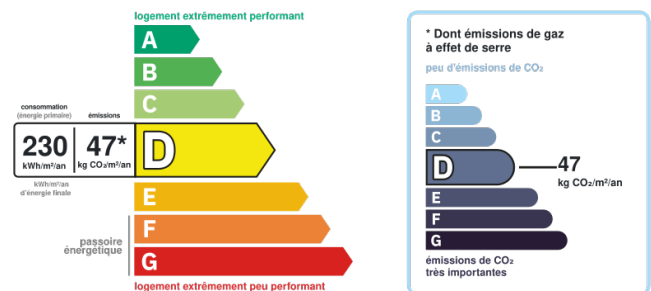 logement extrêmement performant
A
B
C
consommation
(énergie primaire)
émissions
230
kWh/m²/an
47*
kg CO₂/m²/an
D
kWh/m²/an
d'énergie finale
E
F
passoire
énergétique
G
logement extrêmement peu performant
* Dont émissions de gaz
à effet de serre
peu d'émissions de CO₂
A
B
C
D
47
kg CO₂/m²/an
E
F
G
émissions de CO₂
très importantes